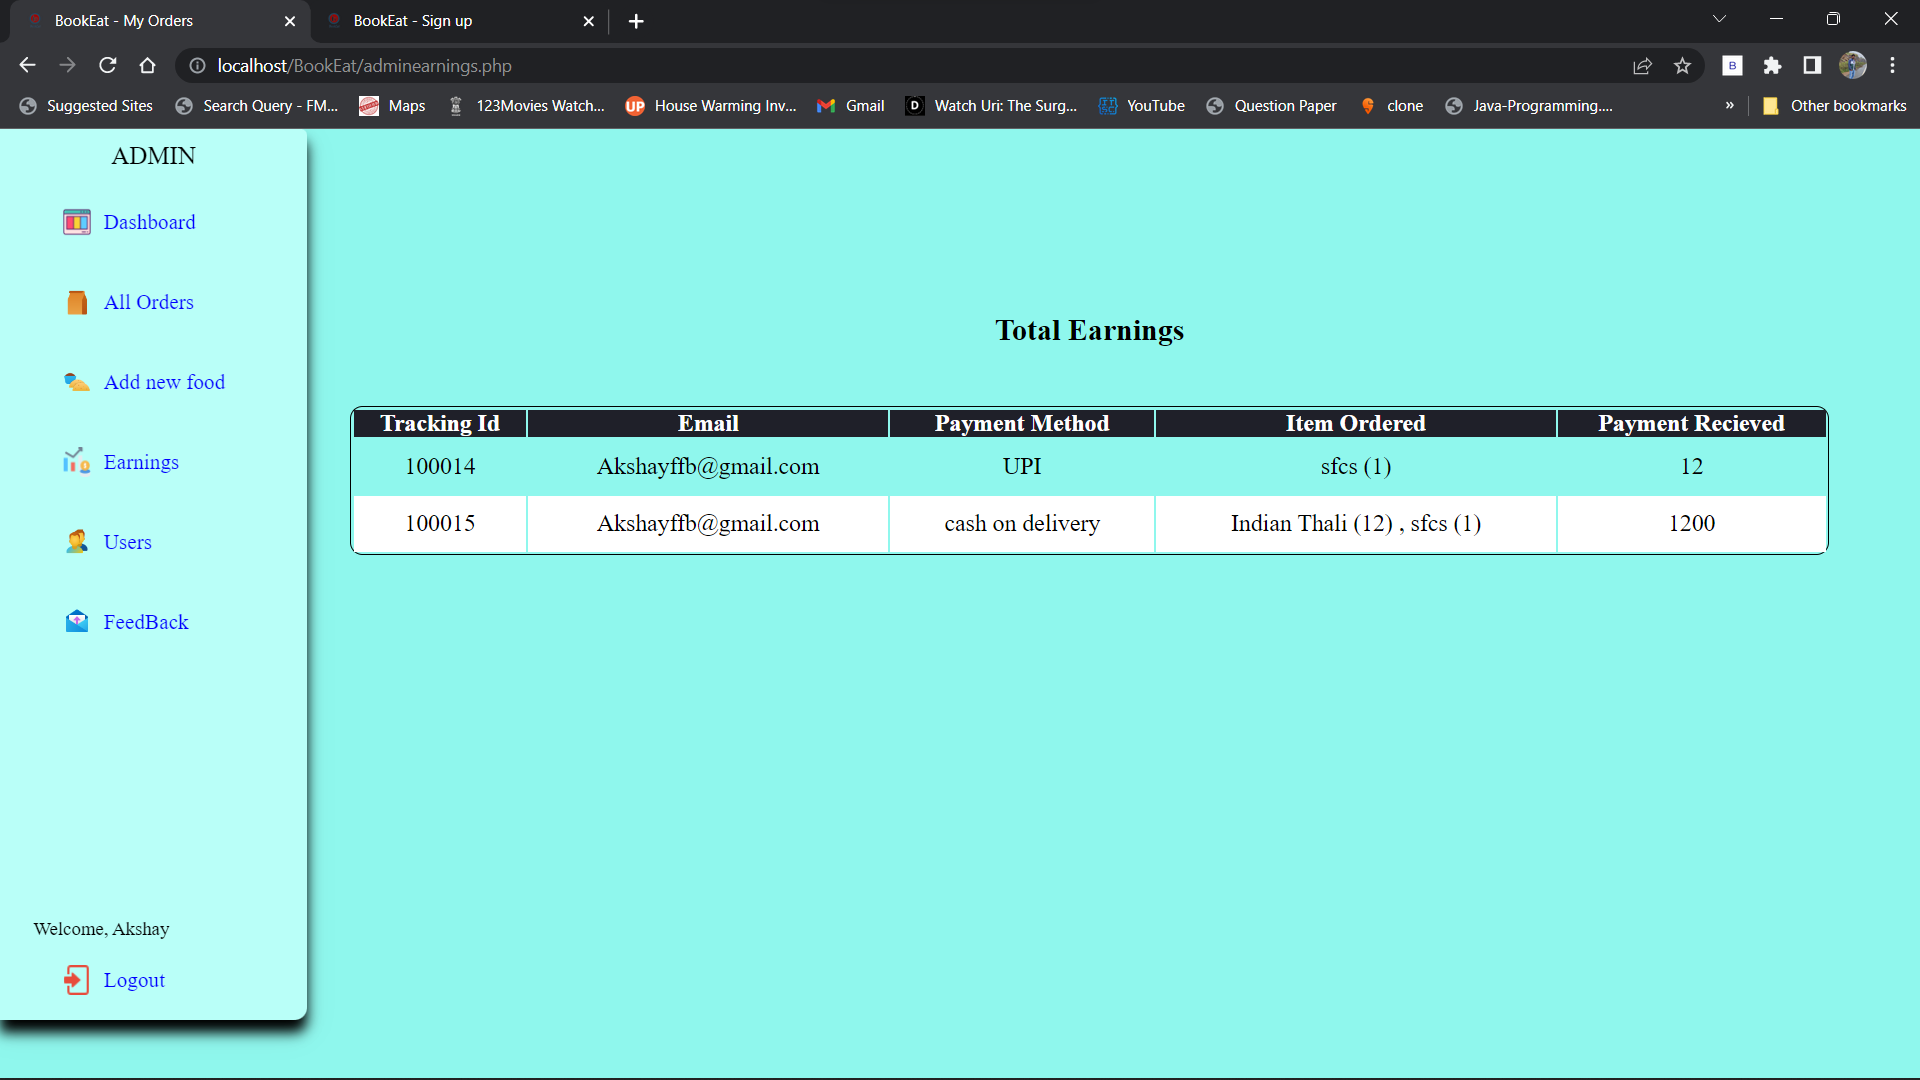 BookEat - My Orders BookEat - Sign up
localhost/BookEat/adminearnings.php B
Suggested Sites Search Query - FM... Maps 123Movies Watch... UP House Warming Inv... Gmail D Watch Uri: The Surg... YouTube Question Paper clone Java-Programming.... » Other bookmarks
ADMIN
Dashboard
All Orders
Add new food
Earnings
Users
FeedBack
Welcome, Akshay
Logout
Total Earnings
Tracking Id Email Payment Method Item Ordered Payment Recieved
100014 Akshayffb@gmail.com UPI sfcs (1) 12
100015 Akshayffb@gmail.com cash on delivery Indian Thali (12) , sfcs (1) 1200